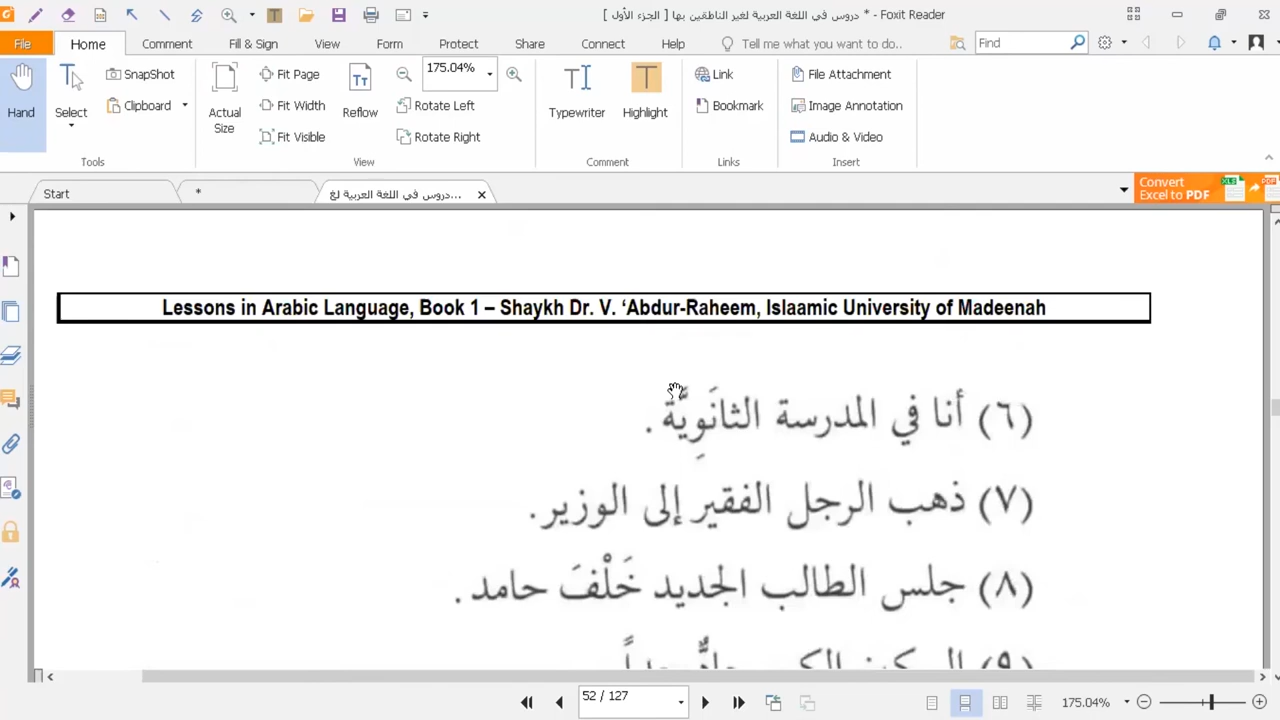 دروس في اللغة العربية لغير الناطقين بها [ الجزء الأول ] * - Foxit Reader
File Home Comment Fill & Sign View Form Protect Share Connect Help Tell me what you want to do.. Find
Hand
Select
SnapShot
Clipboard
Tools
Actual Size
Fit Page
Fit Width
Fit Visible
Reflow
175.04%
Rotate Left
Rotate Right
View
Typewriter
Highlight
Comment
Link
Bookmark
Links
File Attachment
Image Annotation
Audio & Video
Insert
Start
*
دروس في اللغة العربية لغ...
Convert
Excel to PDF
Lessons in Arabic Language, Book 1 – Shaykh Dr. V. ‘Abdur-Raheem, Islaamic University of Madeenah
(٦) أنا في المدرسة الثانَوِيَّة .
(٧) ذهب الرجل الفقير إلى الوزير .
(٨) جلس الطالب الجديد خَلْفَ حامد .
(٩)
52 / 127
175.04%